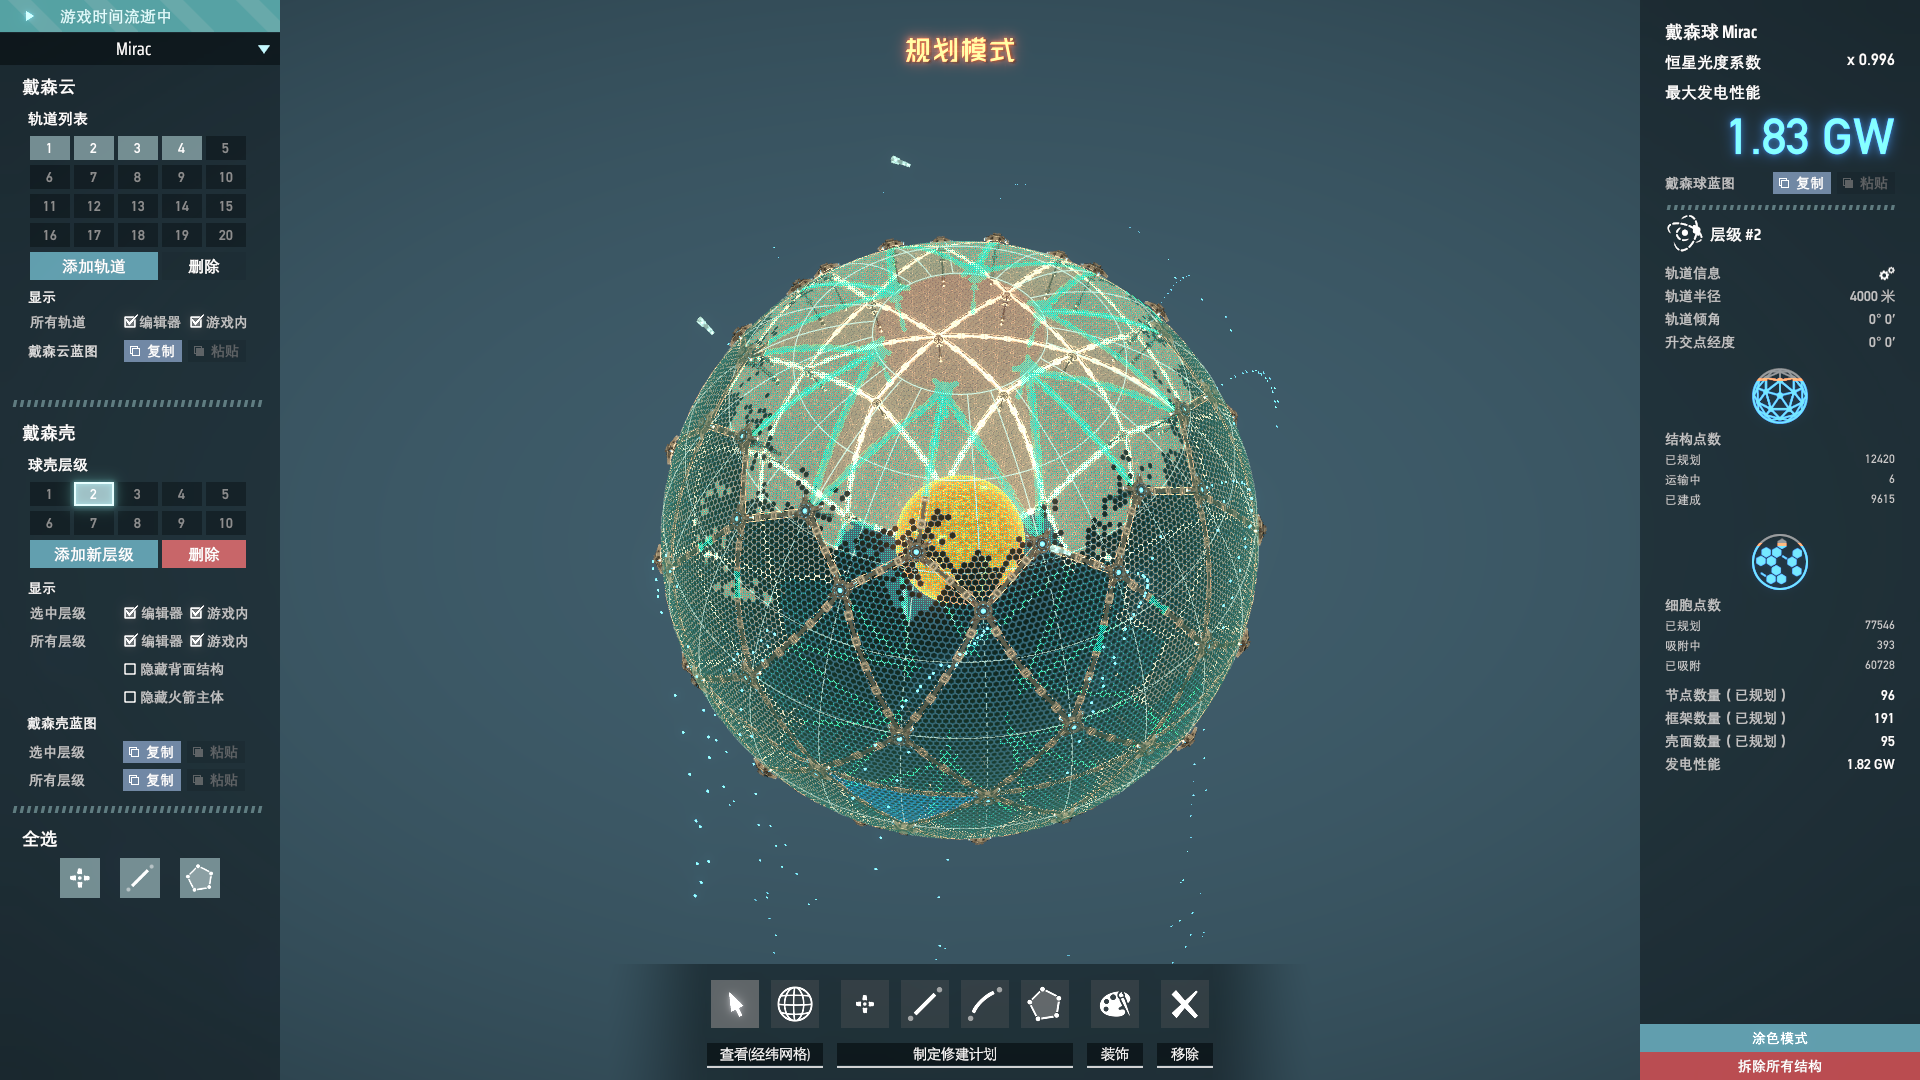 游戏时间流逝中
Mirac
戴森云
轨道列表
1 2 3 4 5
6 7 8 9 10
11 12 13 14 15
16 17 18 19 20
添加轨道 删除
显示
所有轨道 编辑器 游戏内
戴森云蓝图 复制 粘贴
戴森壳
球壳层级
1 2 3 4 5
6 7 8 9 10
添加新层级 删除
显示
选中层级 编辑器 游戏内
所有层级 编辑器 游戏内
隐藏背面结构
隐藏火箭主体
戴森壳蓝图
选中层级 复制 粘贴
所有层级 复制 粘贴
全选
规划模式
查看(经纬网格) 制定修建计划 装饰 移除
戴森球 Mirac
恒星光度系数 x 0.996
最大发电性能
1.83 GW
戴森球蓝图 复制 粘贴
层级 #2
轨道信息
轨道半径 4000 米
轨道倾角 0° 0′
升交点经度 0° 0′
结构点数
已规划 12420
运输中 6
已建成 9615
细胞点数
已规划 77546
吸附中 393
已吸附 60728
节点数量 ( 已规划 ) 96
框架数量 ( 已规划 ) 191
壳面数量 ( 已规划 ) 95
发电性能 1.82 GW
涂色模式
拆除所有结构